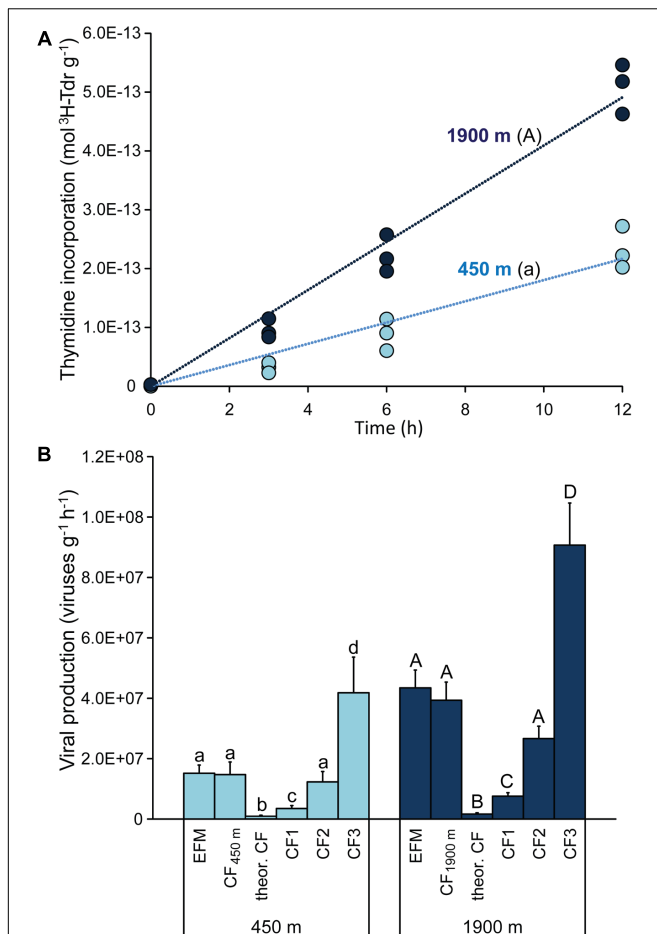 A
Thymidine incorporation (mol ³H-Tdr g⁻¹)
6.0E-13
5.0E-13
4.0E-13
3.0E-13
2.0E-13
1.0E-13
0
1900 m (A)
450 m (a)
0 2 4 6 8 10 12
Time (h)
B
Viral production (viruses g⁻¹ h⁻¹)
1.2E+08
1.0E+08
8.0E+07
6.0E+07
4.0E+07
2.0E+07
0
a a b c a d
A A B C A D
EFM
CF450 m
theor. CF
CF1
CF2
CF3
EFM
CF1900 m
theor. CF
CF1
CF2
CF3
450 m 1900 m